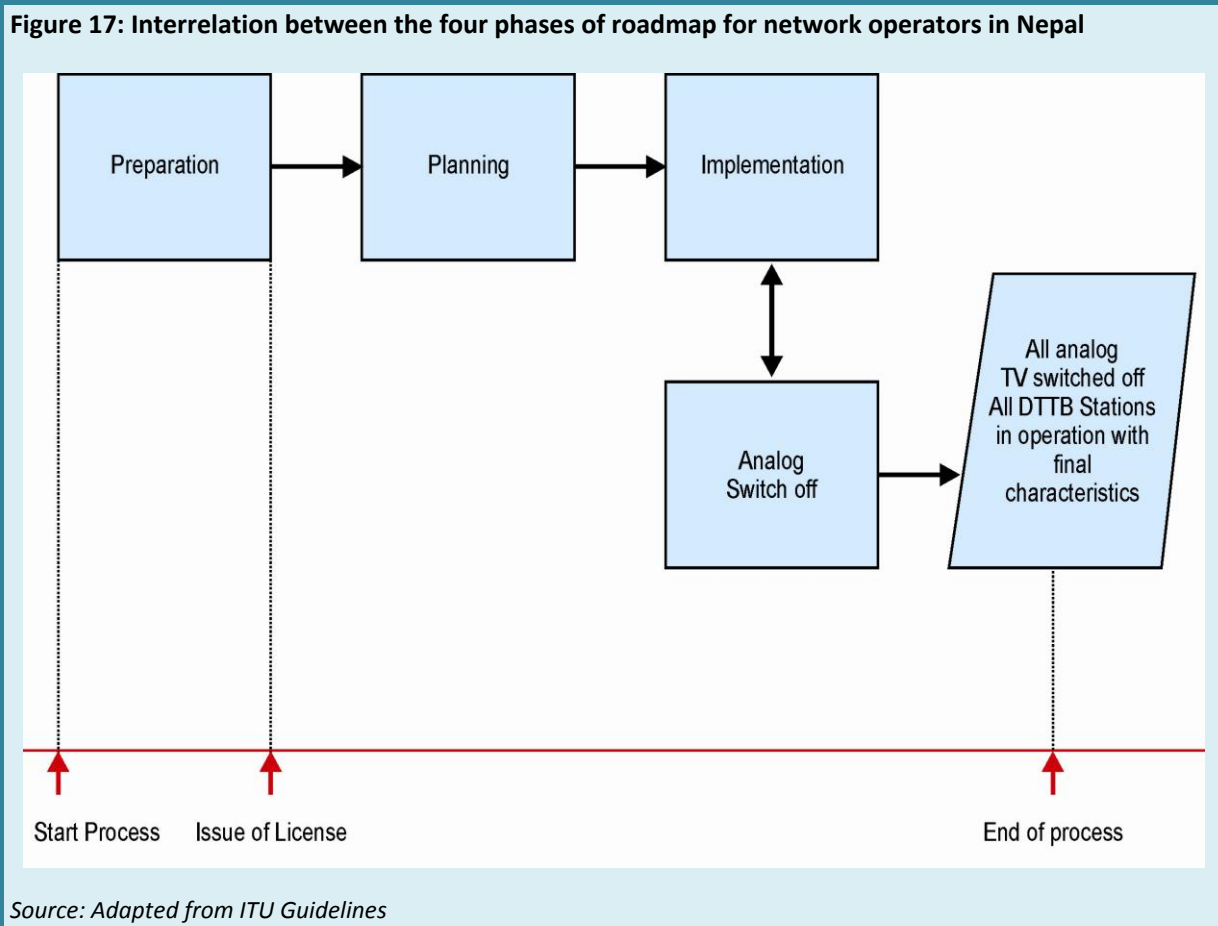 Figure 17: Interrelation between the four phases of roadmap for network operators in Nepal
Preparation
Planning
Implementation
Analog
Switch off
All analog
TV switched off
All DTTB Stations
in operation with
final
characteristics
Start Process
Issue of License
End of process
Source: Adapted from ITU Guidelines